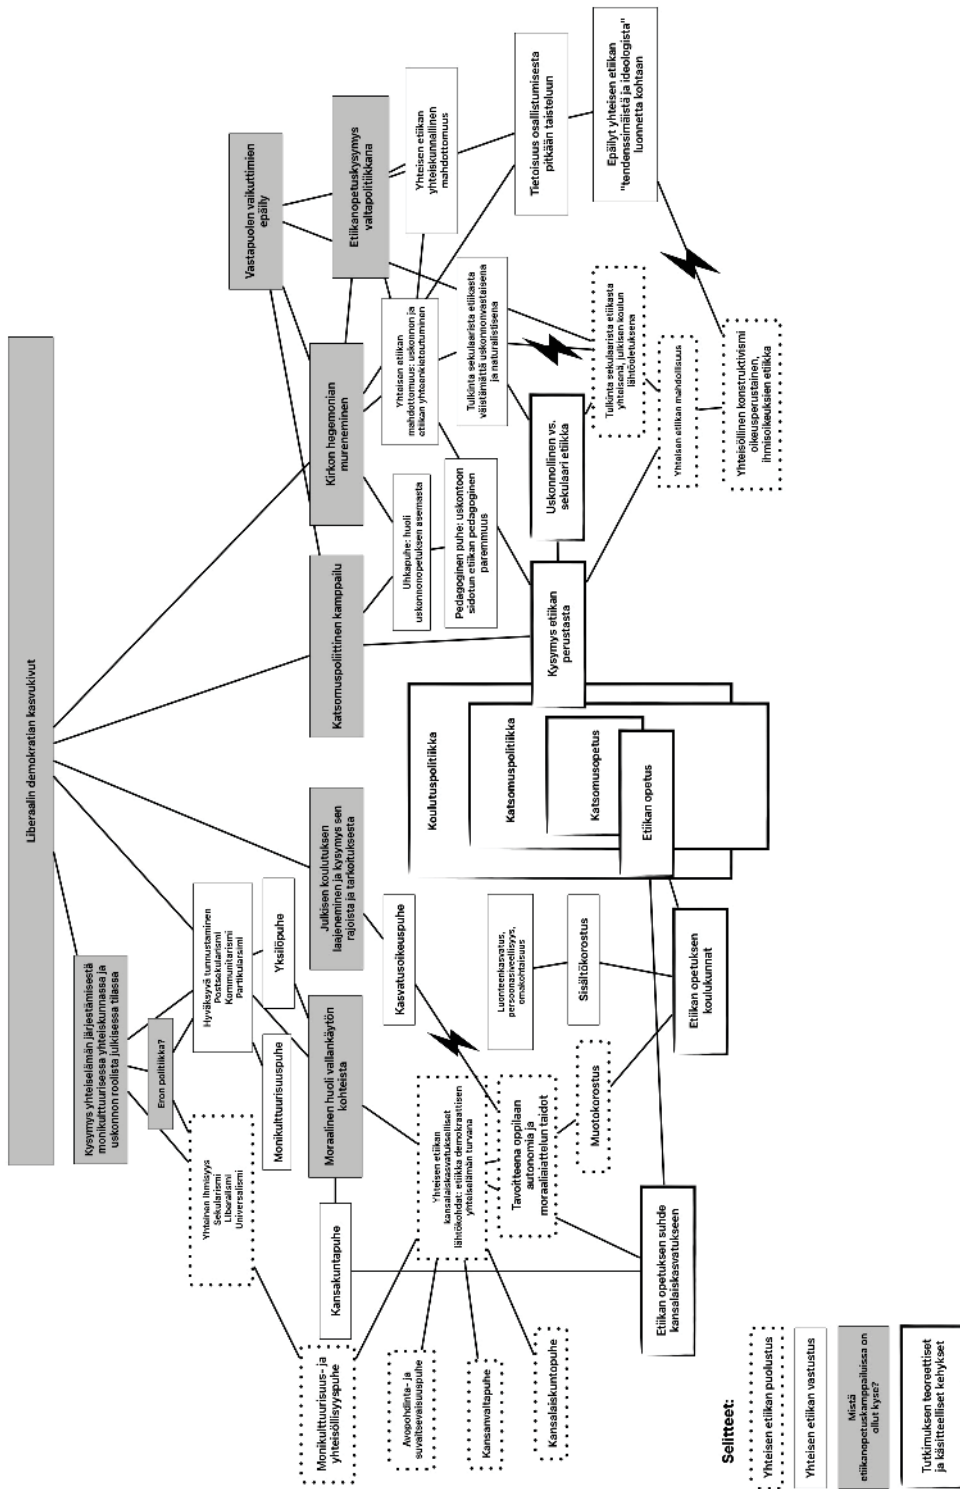 Liberaalin demokratian kasvukivut
Kysymys yhteiselämän järjestämisestä
monikulttuurisessa yhteiskunnassa ja
uskonnon roolista julkisessa tilassa
Eron politiikka?
Vastapuolen vaikuttimien
epäily
Yhteinen ihmisyys
Sekularismi
Liberalismi
Universalismi
Hyväksyvä tunnustaminen
Postsekularismi
Kommunitarismi
Partikularsimi
Monikulttuurisuuspuhe
Yksilöpuhe
Moraalinen huoli vallankäytön
kohteista
Julkisen koulutuksen
laajeneminen ja kysymys sen
rajoista ja tarkoituksesta
Katsomuspoliittinen kamppailu
Kirkon hegemonian
mureneminen
Etiikanopetuskysymys
valtapolitiikkana
Monikulttuurisuus- ja
yhteisöllisyyspuhe
Kansakuntapuhe
Kasvatusoikeuspuhe
Uhkapuhe: huoli
uskonnonopetuksen asemasta
Yhteisen etiikan
mahdottomuus: uskonnon ja
etiikan yhteenkietoutuminen
Yhteisen etiikan
yhteiskunnallinen
mahdottomuus
Avopohdinta- ja
suvaitsevaisuuspuhe
Yhteisen etiikan
kansalaiskasvatukselliset
lähtökohdat: etiikka demokraattisen
yhteiselämän turvana
Koulutuspolitiikka
Pedagoginen puhe: uskontoon
sidotun etiikan pedagoginen
paremmuus
Tulkinta sekulaarista etiikasta
väistämättä uskonnonvastaisena
ja naturalistisena
Kansanvaltapuhe
Tavoitteena oppilaan
autonomia ja
moraaliajattelun taidot
Luonteenkasvatus,
persoonasiveellisyys,
omakohtaisuus
Katsomuspolitiikka
Uskonnollinen vs.
sekulaari etiikka
Tietoisuus osallistumisesta
pitkään taisteluun
Kansalaiskuntopuhe
Muotokorostus
Sisältökorostus
Katsomusopetus
Kysymys etiikan
perustasta
Tulkinta sekulaarista etiikasta
yhteisenä, julkisen koulun
lähtöoletuksena
Epäilyt yhteisen etiikan
"tendenssimäistä ja ideologista"
luonnetta kohtaan
Etiikan opetuksen suhde
kansalaiskasvatukseen
Etiikan opetuksen
koulukunnat
Etiikan opetus
Yhteisen etiikan mahdollisuus
Yhteisöllinen konstruktivismi
oikeusperustainen,
ihmisoikeuksien etiikka
Selitteet:
Yhteisen etiikan puolustus
Yhteisen etiikan vastustus
Mistä
etiikanopetuskamppailuissa on
ollut kyse?
Tutkimuksen teoreettiset
ja käsitteelliset kehykset